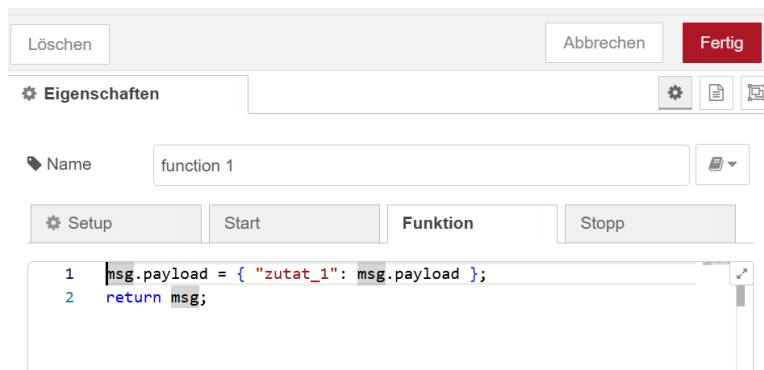 Löschen Abbrechen Fertig
Eigenschaften
Name function 1
Setup Start Funktion Stopp
1 msg.payload = { "zutat_1": msg.payload };
2 return msg;